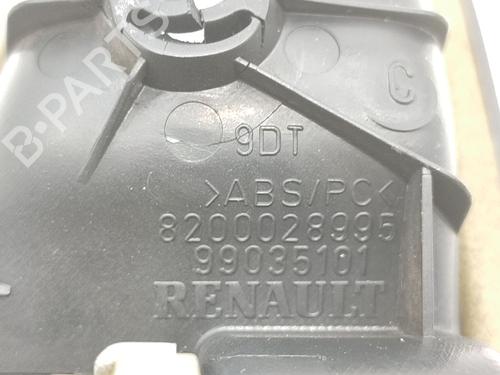 B-PARTS
C
9DT
>ABS/PC<
8200028995
99035101
RENAULT